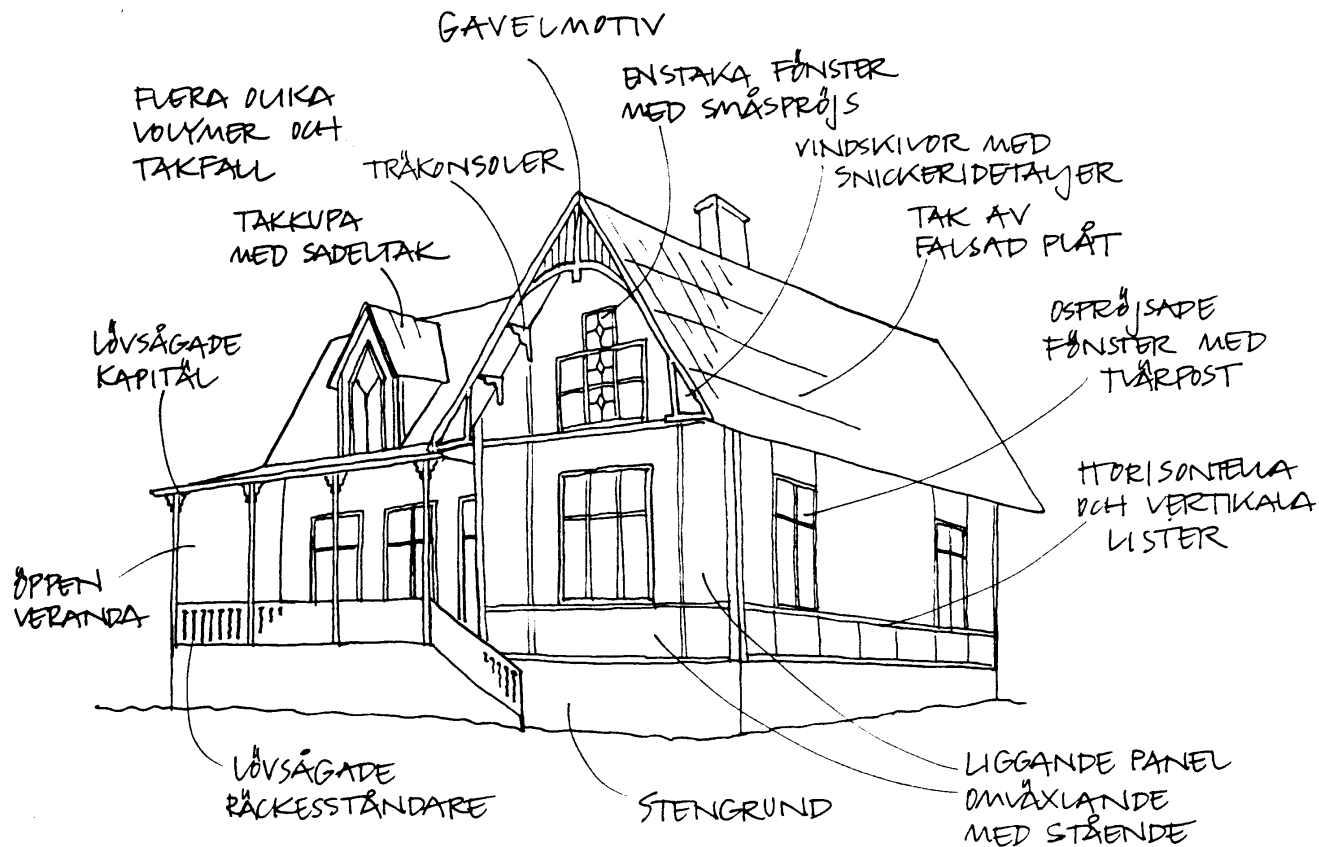 GAVELMOTIV
ENSTAKA FÖNSTER
MED SMÅSPRÖJS
FLERA OLIKA
VOLYMER OCH
TAKFALL
TRÄKONSOLER
VINDSKIVOR MED
SNICKERIDETALJER
TAKKUPA
MED SADELTAK
TAK AV
FALSAD PLÅT
LÖVSÅGADE
KAPITÄL
OSPRÖJSADE
FÖNSTER MED
TVÄRPOST
HORISONTELLA
OCH VERTIKALA
LISTER
ÖPPEN
VERANDA
LÖVSÅGADE
RÄCKESSTÅNDARE
STENGRUND
LIGGANDE PANEL
OMVÄXLANDE
MED STÅENDE